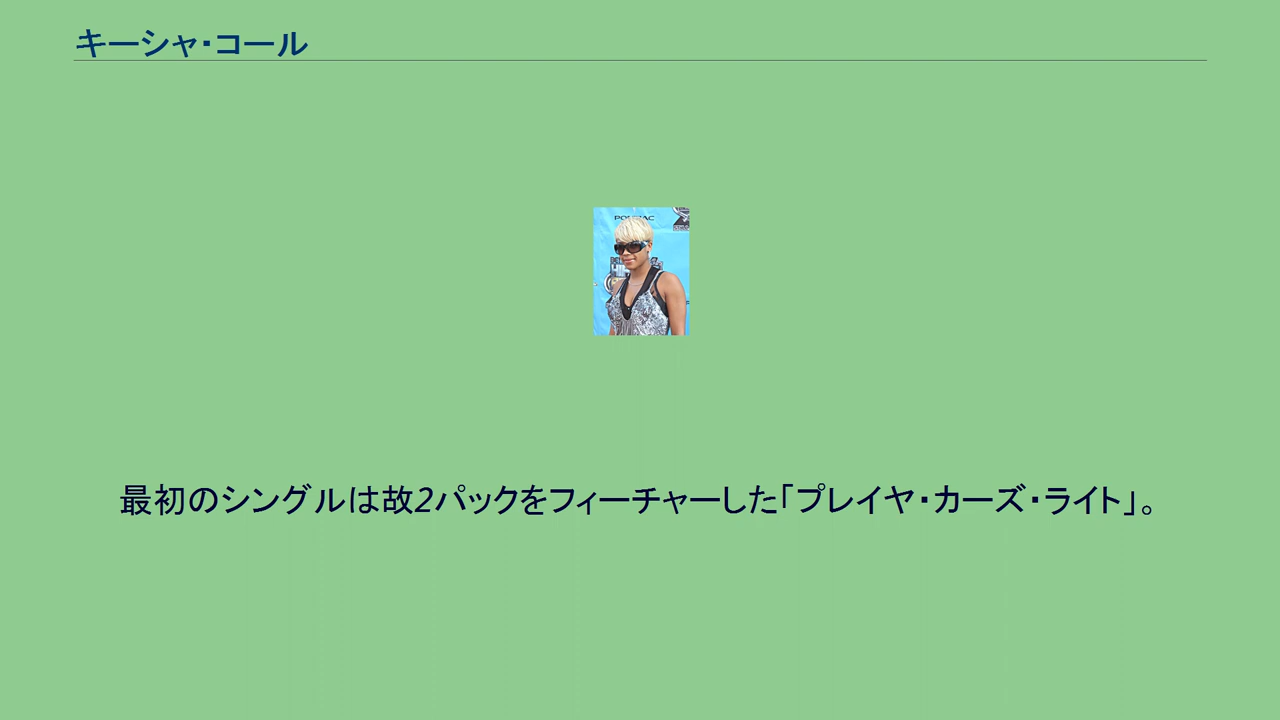 キーシャ・コール
PONTIAC
最初のシングルは故2パックをフィーチャーした「プレイヤ・カーズ・ライト」。